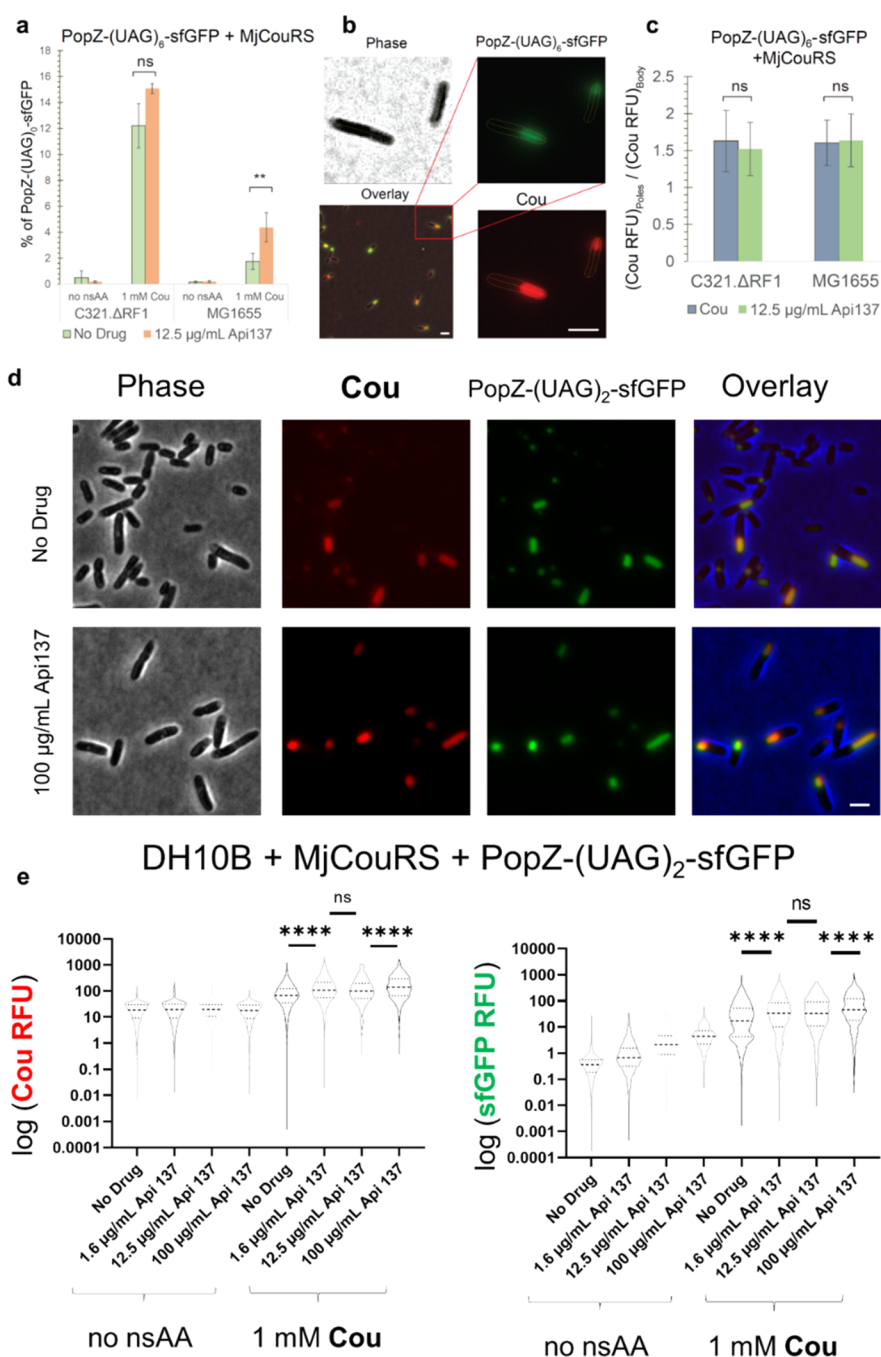 a
PopZ-(UAG)6-sfGFP + MjCouRS
% of PopZ-(UAG)0-sfGFP
18
16
14
12
10
8
6
4
2
0
ns
**
no nsAA
1 mM Cou
no nsAA
1 mM Cou
C321.ΔRF1
MG1655
No Drug
12.5 µg/mL Api137
b
Phase
PopZ-(UAG)6-sfGFP
Overlay
Cou
c
PopZ-(UAG)6-sfGFP
+MjCouRS
(Cou RFU)Poles / (Cou RFU)Body
2.5
2
1.5
1
0.5
0
ns
ns
C321.ΔRF1
MG1655
Cou
12.5 µg/mL Api137
d
Phase
Cou
PopZ-(UAG)2-sfGFP
Overlay
No Drug
100 µg/mL Api137
DH10B + MjCouRS + PopZ-(UAG)2-sfGFP
e
log (Cou RFU)
10000
1000
100
10
1
0.1
0.01
0.001
0.0001
ns
****
****
No Drug
1.6 µg/mL Api 137
12.5 µg/mL Api 137
100 µg/mL Api 137
No Drug
1.6 µg/mL Api 137
12.5 µg/mL Api 137
100 µg/mL Api 137
no nsAA
1 mM Cou
log (sfGFP RFU)
10000
1000
100
10
1
0.1
0.01
0.001
0.0001
ns
****
****
No Drug
1.6 µg/mL Api 137
12.5 µg/mL Api 137
100 µg/mL Api 137
No Drug
1.6 µg/mL Api 137
12.5 µg/mL Api 137
100 µg/mL Api 137
no nsAA
1 mM Cou